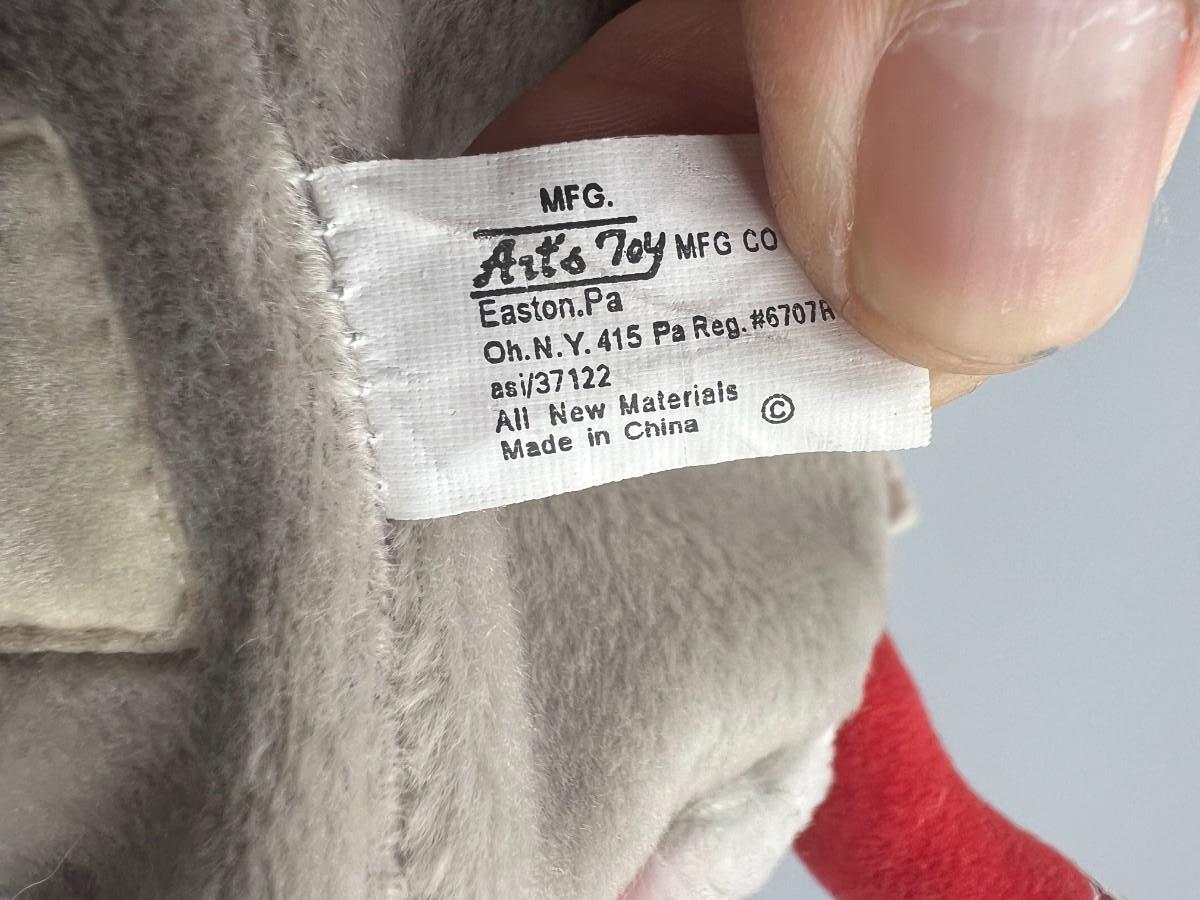 MFG.
Art's Toy MFG CO
Easton.Pa
Oh.N.Y. 415 Pa Reg. #6707R
asi/37122
All New Materials ©
Made in China